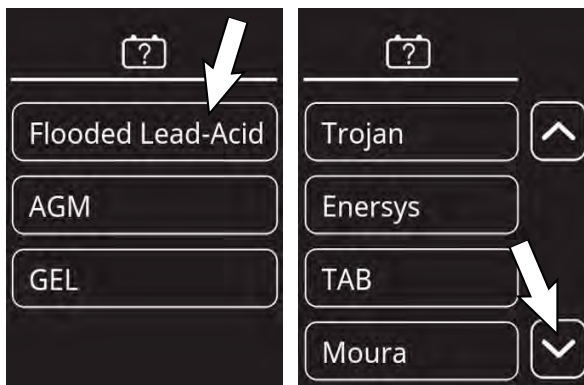 ?
Flooded Lead-Acid
AGM
GEL
?
Trojan
Enersys
TAB
Moura